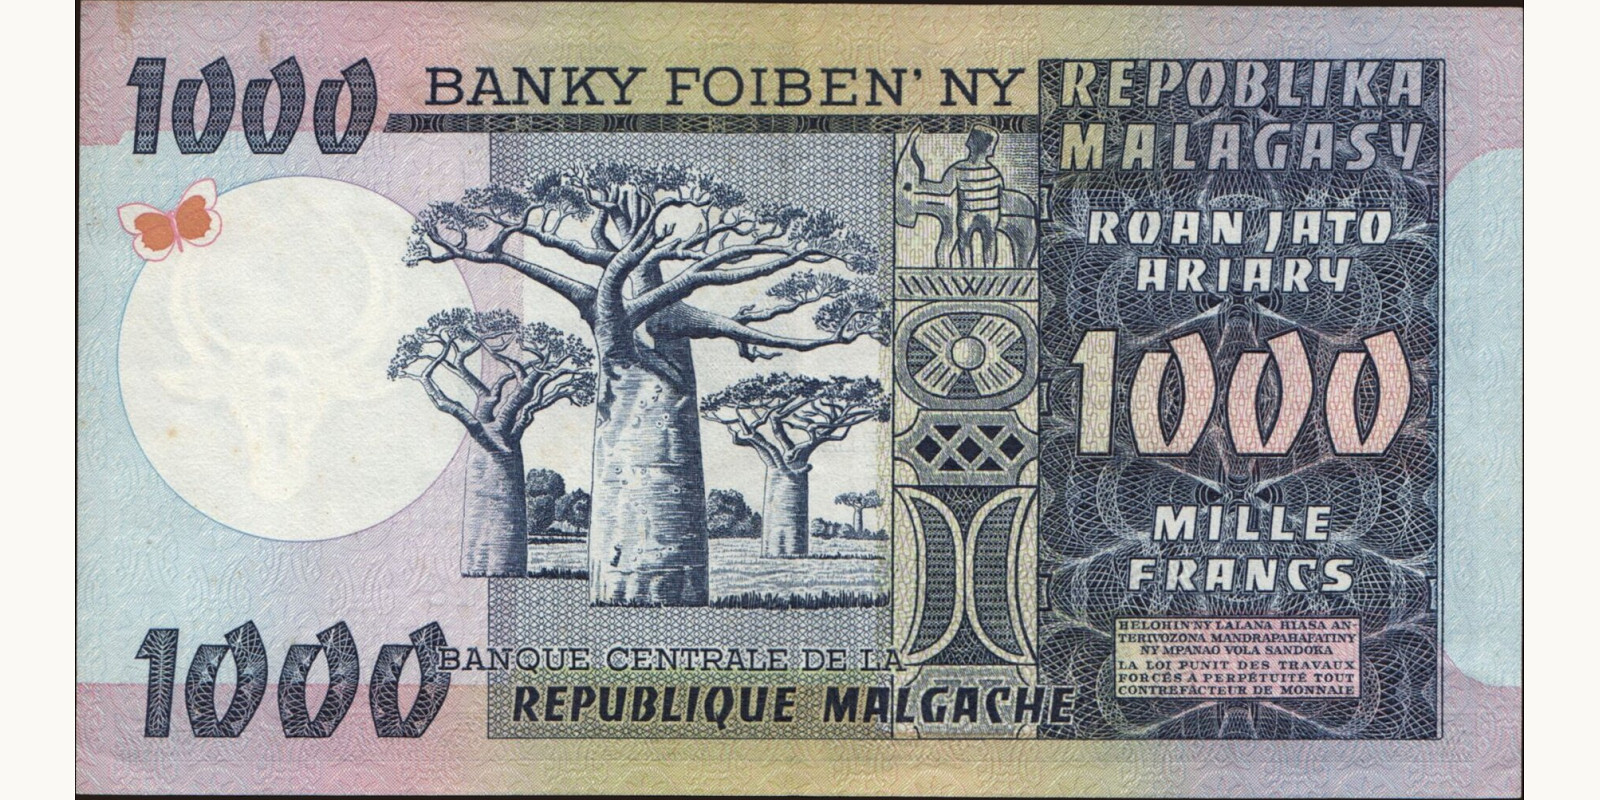 1000
BANKY FOIBEN' NY
REPOBLIKA
MALAGASY
ROAN JATO
ARIARY
1000
MILLE
FRANCS
HELOHIN'NY LALANA HIASA AN-
TERIVOZONA MANDRAPAHAFATINY
NY MPANAO VOLA SANDOKA
LA LOI PUNIT DES TRAVAUX
FORCÉS À PERPÉTUITÉ TOUT
CONTREFACTEUR DE MONNAIE
1000
BANQUE CENTRALE DE LA
REPUBLIQUE MALGACHE